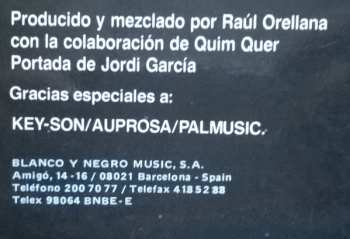 Producido y mezclado por Raúl Orellana
con la colaboración de Quim Quer
Portada de Jordi García
Gracias especiales a:
KEY-SON/AUPROSA/PALMUSIC.
BLANCO Y NEGRO MUSIC, S.A.
Amigó, 14-16 / 08021 Barcelona - Spain
Teléfono 200 70 77 / Telefax 418 52 88
Telex 98064 BNBE-E